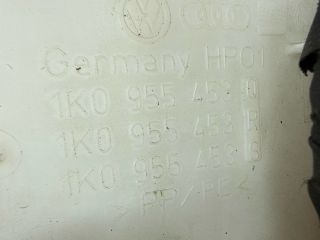 Germany HP01
1K0 955 453 Q
1K0 955 453 R
1K0 955 453 S
>PP/PE<